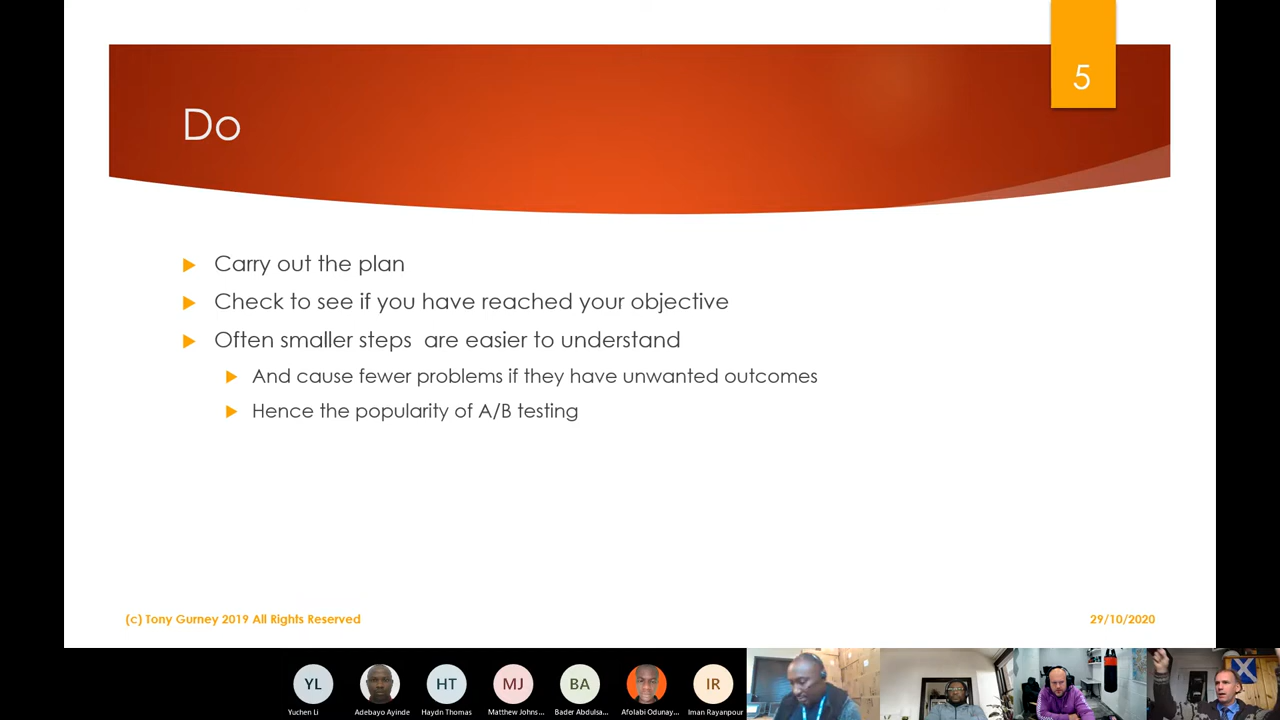 5
Do
Carry out the plan
Check to see if you have reached your objective
Often smaller steps  are easier to understand
And cause fewer problems if they have unwanted outcomes
Hence the popularity of A/B testing
(c) Tony Gurney 2019 All Rights Reserved
29/10/2020
YL
HT
MJ
BA
IR
Yuchen Li
Adebayo Ayinde
Haydn Thomas
Matthew Johns...
Bader Abdulsa...
Afolabi Odunay...
Iman Rayanpour